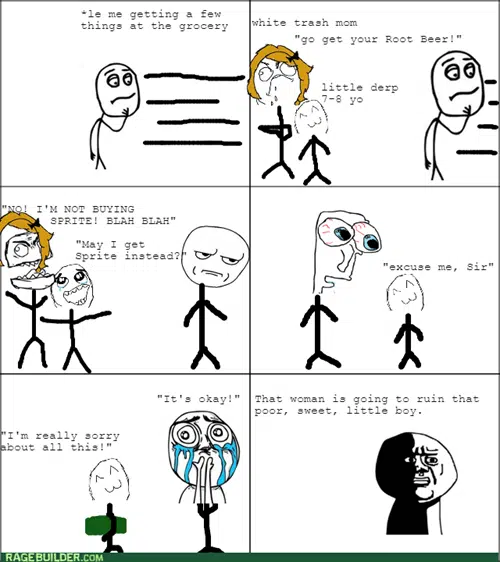 *le me getting a few
things at the grocery
white trash mom
"go get your Root Beer!"
little derp
7-8 yo
"NO! I'M NOT BUYING
SPRITE! BLAH BLAH"
"May I get
Sprite instead?"
"excuse me, Sir"
"It's okay!"
"I'm really sorry
about all this!"
That woman is going to ruin that
poor, sweet, little boy.
RAGEBUILDER.COM